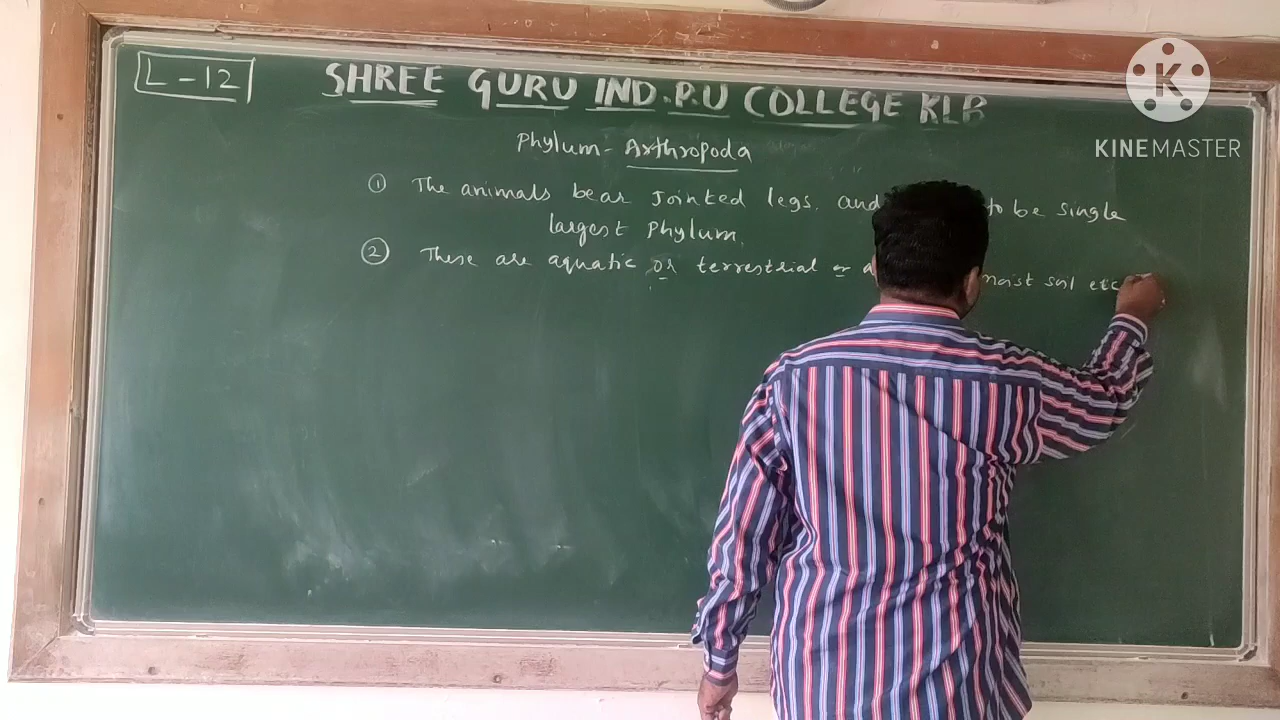 L-12
SHREE GURU IND.P.U COLLEGE KLB
K
KINEMASTER
Phylum - Arthropoda
① The animals bear Jointed legs. and to be single
largest Phylum.
② These are aquatic or terrestrial or moist soil etc